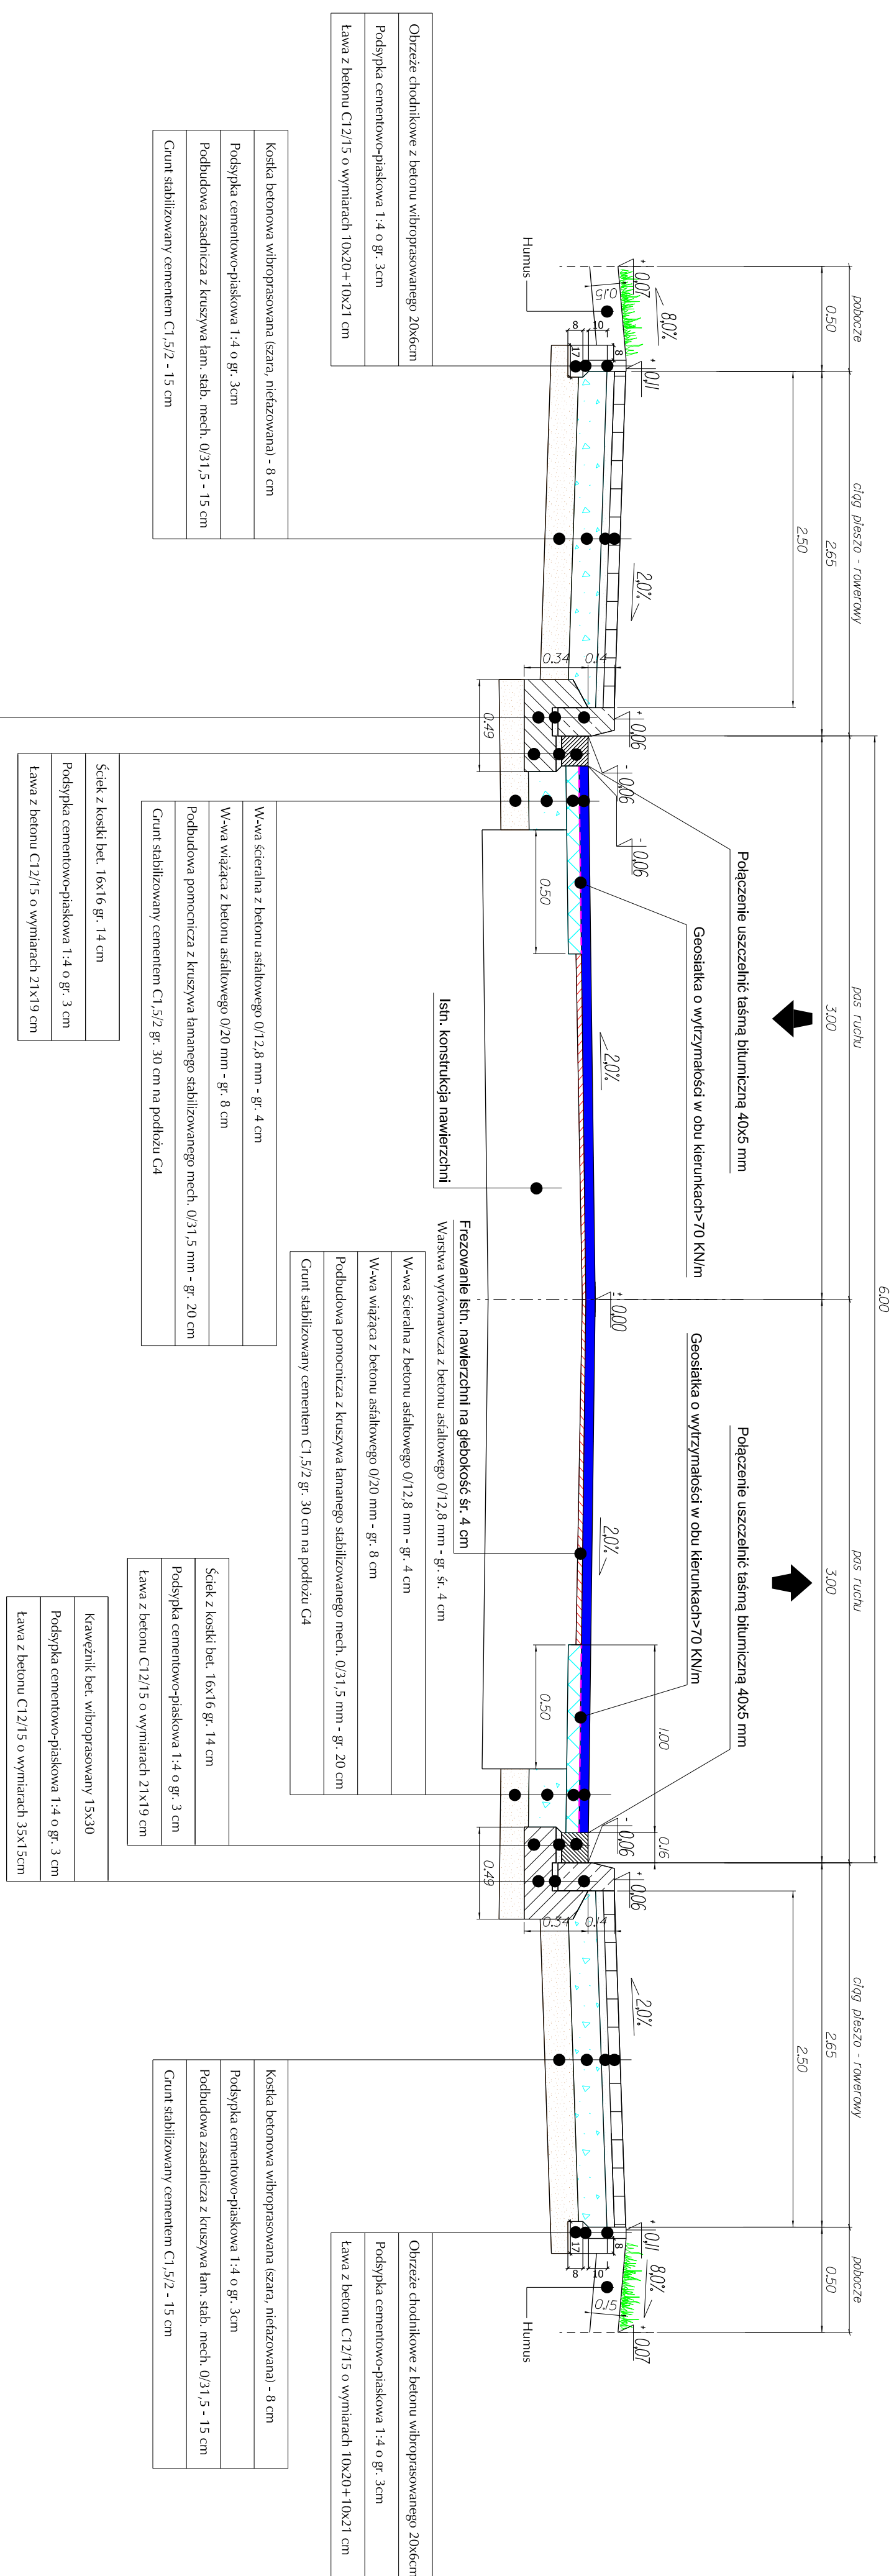 6.00
pobocze
ciąg pieszo - rowerowy
pas ruchu
pas ruchu
ciąg pieszo - rowerowy
pobocze
0.50
2.65
3.00
3.00
2.65
0.50
2.50
2.50
Połączenie uszczelnić taśmą bitumiczną 40x5 mm
Połączenie uszczelnić taśmą bitumiczną 40x5 mm
Geosiatka o wytrzymałości w obu kierunkach>70 KN/m
Geosiatka o wytrzymałości w obu kierunkach>70 KN/m
8,0%
+ 0,07
+ 0,11
2,0%
+ 0,06
- 0,06
- 0,06
2,0%
± 0,00
2,0%
1.00
0.16
- 0,06
+ 0,06
2,0%
+ 0,11
8,0%
+ 0,07
0.15
8
10
8
17
0.34
0.14
0.49
0.50
0.50
0.34
0.14
0.49
8
10
8
17
0.15
Humus
Humus
Obrzeże chodnikowe z betonu wibroprasowanego 20x6cm
Podsypka cementowo-piaskowa 1:4 o gr. 3cm
Ława z betonu C12/15 o wymiarach 10x20+10x21 cm
Kostka betonowa wibroprasowana (szara, niefazowana) - 8 cm
Podsypka cementowo-piaskowa 1:4 o gr. 3cm
Podbudowa zasadnicza z kruszywa łam. stab. mech. 0/31,5 - 15 cm
Grunt stabilizowany cementem C1,5/2 - 15 cm
Ściek z kostki bet. 16x16 gr. 14 cm
Podsypka cementowo-piaskowa 1:4 o gr. 3 cm
Ława z betonu C12/15 o wymiarach 21x19 cm
W-wa ścieralna z betonu asfaltowego 0/12,8 mm - gr. 4 cm
W-wa wiążąca z betonu asfaltowego 0/20 mm - gr. 8 cm
Podbudowa pomocnicza z kruszywa łamanego stabilizowanego mech. 0/31,5 mm - gr. 20 cm
Grunt stabilizowany cementem C1,5/2 gr. 30 cm na podłożu G4
Istn. konstrukcja nawierzchni
Frezowanie istn. nawierzchni na głebokość śr. 4 cm
Warstwa wyrównawcza z betonu asfaltowego 0/12,8 mm - gr. śr. 4 cm
W-wa ścieralna z betonu asfaltowego 0/12,8 mm - gr. 4 cm
W-wa wiążąca z betonu asfaltowego 0/20 mm - gr. 8 cm
Podbudowa pomocnicza z kruszywa łamanego stabilizowanego mech. 0/31,5 mm - gr. 20 cm
Grunt stabilizowany cementem C1,5/2 gr. 30 cm na podłożu G4
Ściek z kostki bet. 16x16 gr. 14 cm
Podsypka cementowo-piaskowa 1:4 o gr. 3 cm
Ława z betonu C12/15 o wymiarach 21x19 cm
Krawężnik bet. wibroprasowany 15x30
Podsypka cementowo-piaskowa 1:4 o gr. 3 cm
Ława z betonu C12/15 o wymiarach 35x15cm
Kostka betonowa wibroprasowana (szara, niefazowana) - 8 cm
Podsypka cementowo-piaskowa 1:4 o gr. 3cm
Podbudowa zasadnicza z kruszywa łam. stab. mech. 0/31,5 - 15 cm
Grunt stabilizowany cementem C1,5/2 - 15 cm
Obrzeże chodnikowe z betonu wibroprasowanego 20x6cm
Podsypka cementowo-piaskowa 1:4 o gr. 3cm
Ława z betonu C12/15 o wymiarach 10x20+10x21 cm